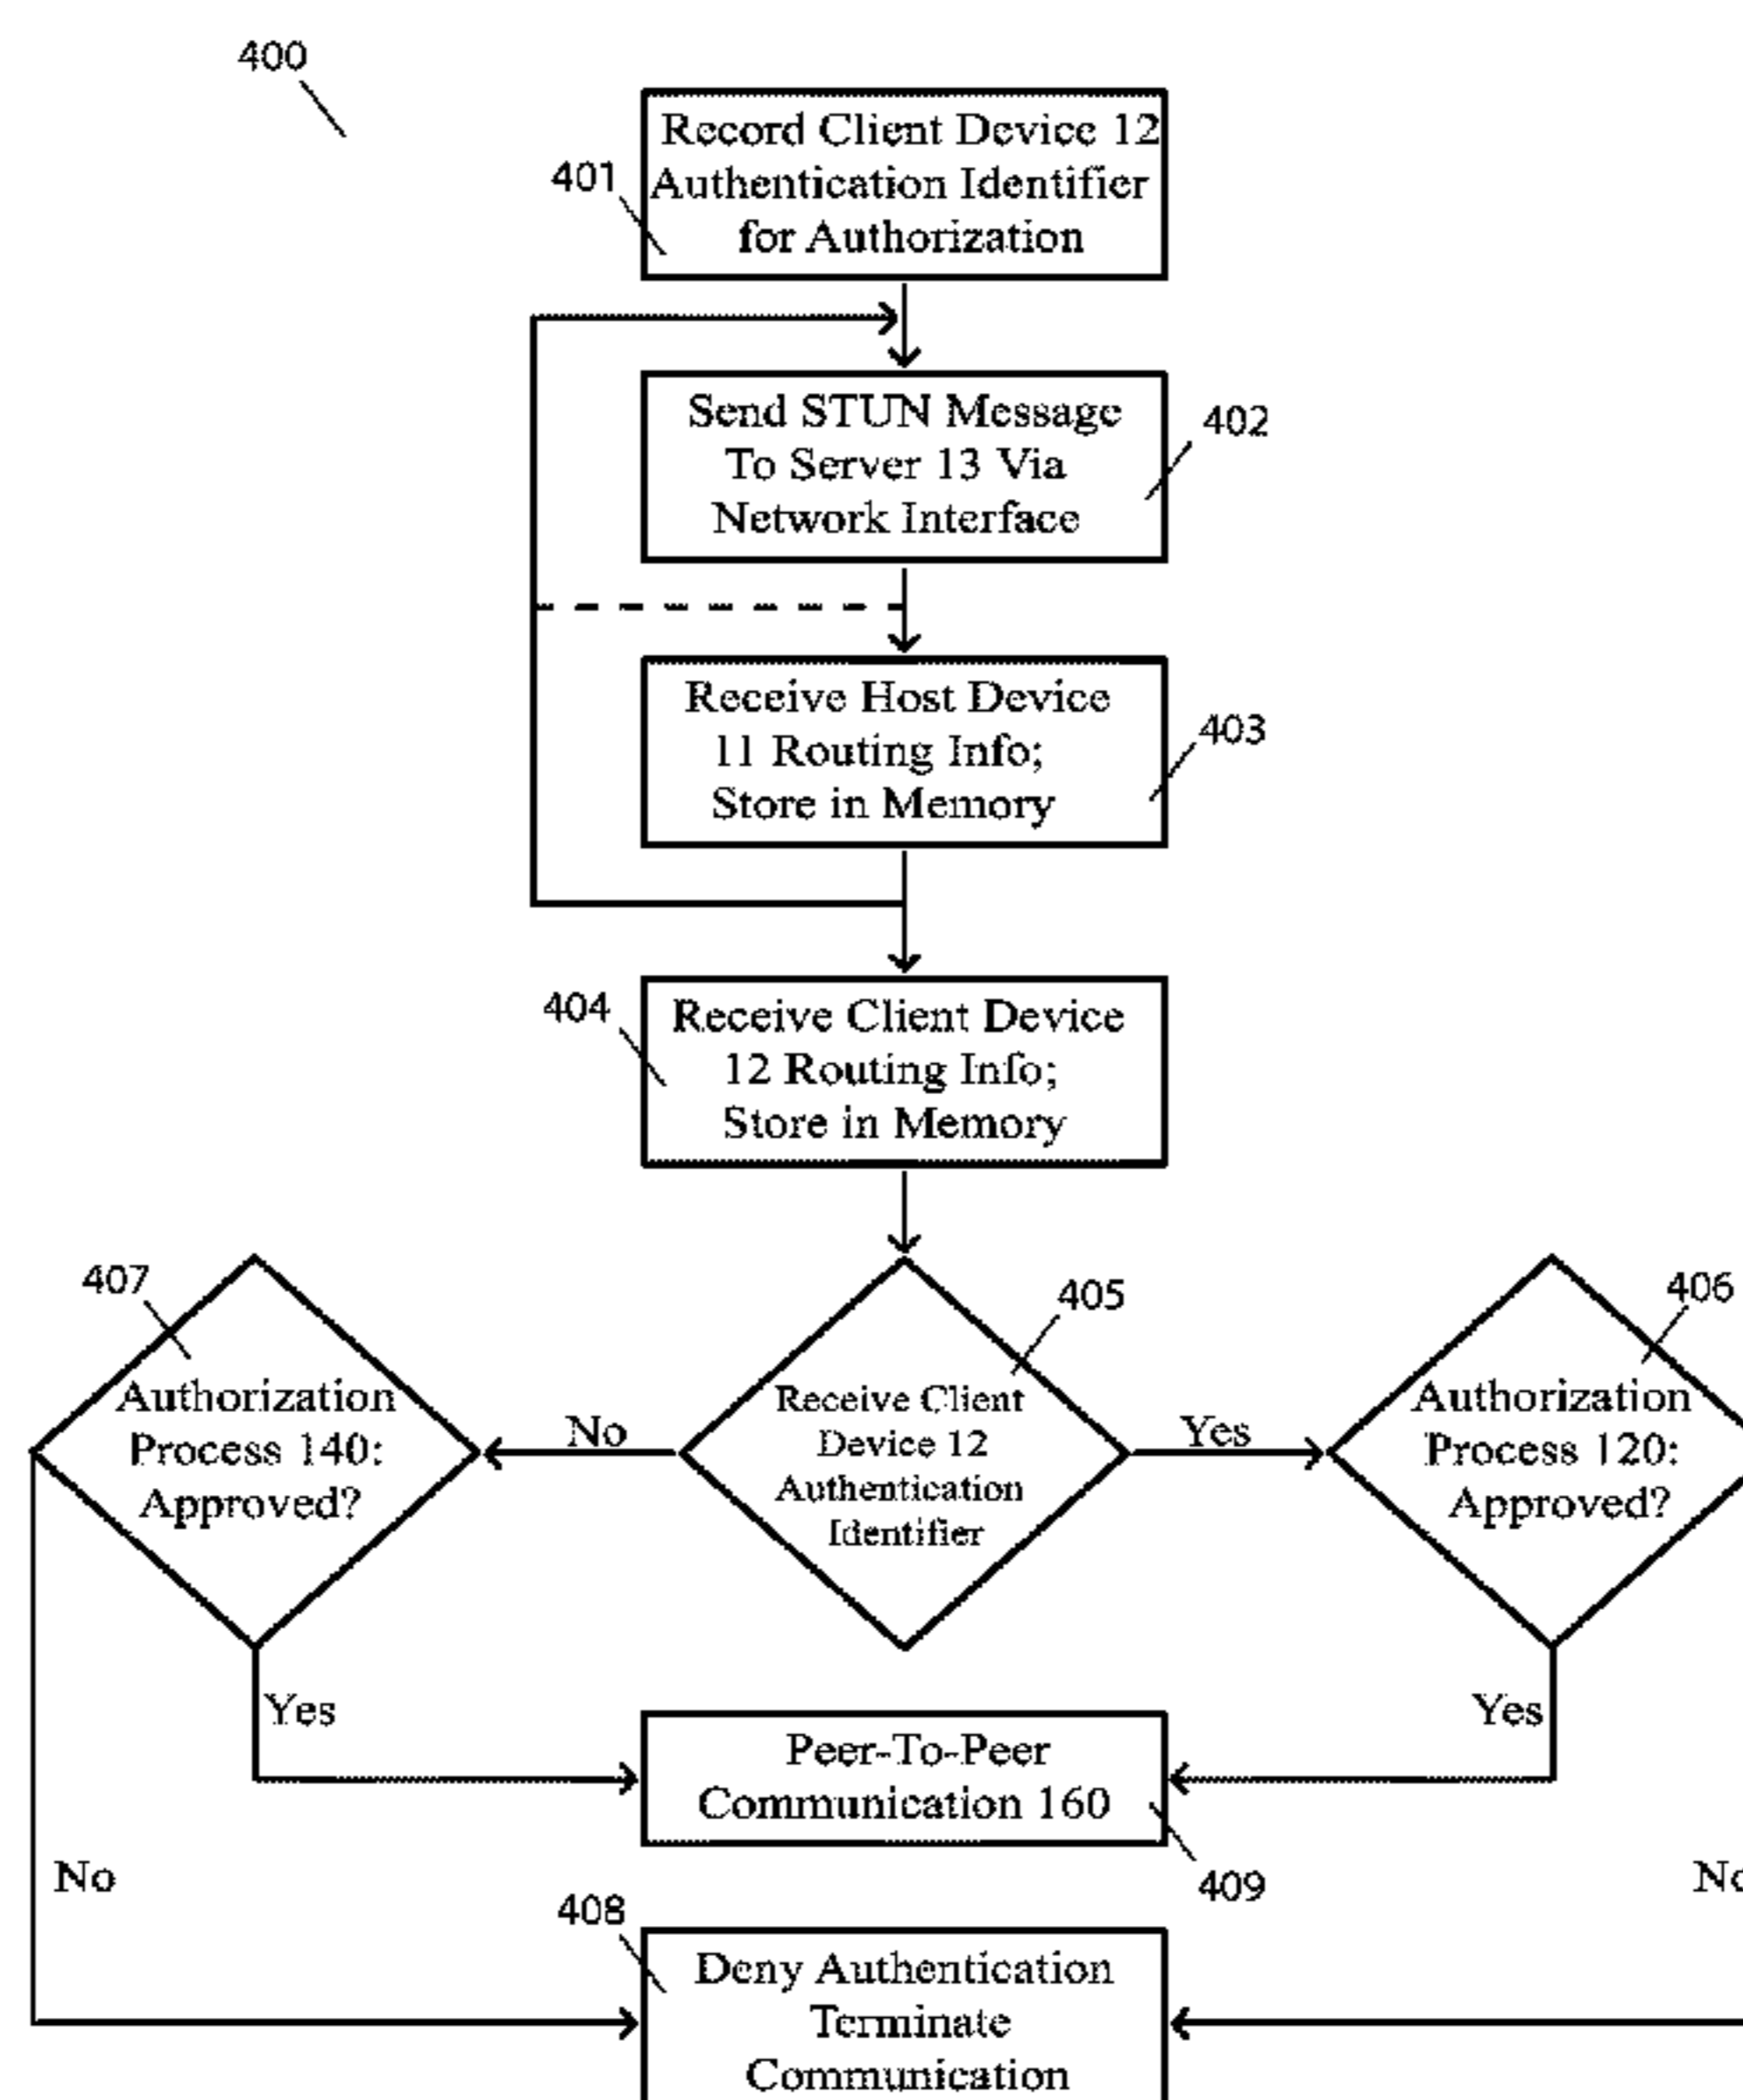 400
Record Client Device 12
Authentication Identifier
for Authorization
401
Send STUN Message
To Server 13 Via
Network Interface
402
Receive Host Device
11 Routing Info;
Store in Memory
403
404
Receive Client Device
12 Routing Info;
Store in Memory
407
405
406
Authorization
Process 140:
Approved?
No
Receive Client
Device 12
Authentication
Identifier
Yes
Authorization
Process 120:
Approved?
Yes
Yes
Peer-To-Peer
Communication 160
409
No
408
Deny Authentication
Terminate
Communication